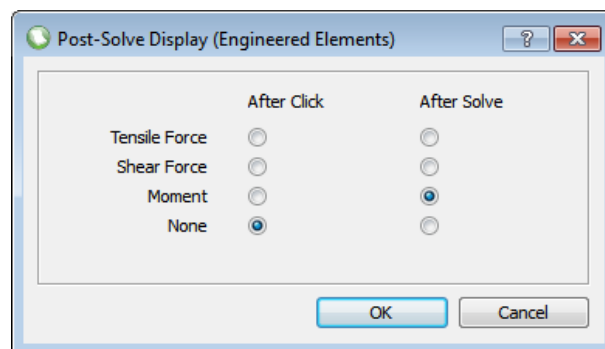 Post-Solve Display (Engineered Elements)
After Click After Solve
Tensile Force
Shear Force
Moment
None
OK Cancel